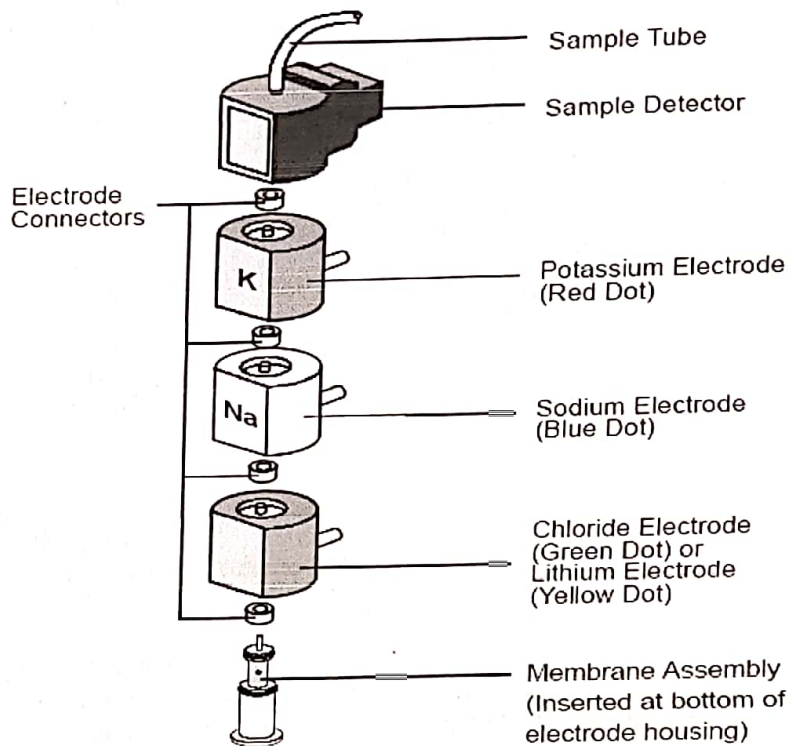 Sample Tube
Sample Detector
Electrode
Connectors
K
Potassium Electrode
(Red Dot)
Na
Sodium Electrode
(Blue Dot)
Chloride Electrode
(Green Dot) or
Lithium Electrode
(Yellow Dot)
Membrane Assembly
(Inserted at bottom of
electrode housing)